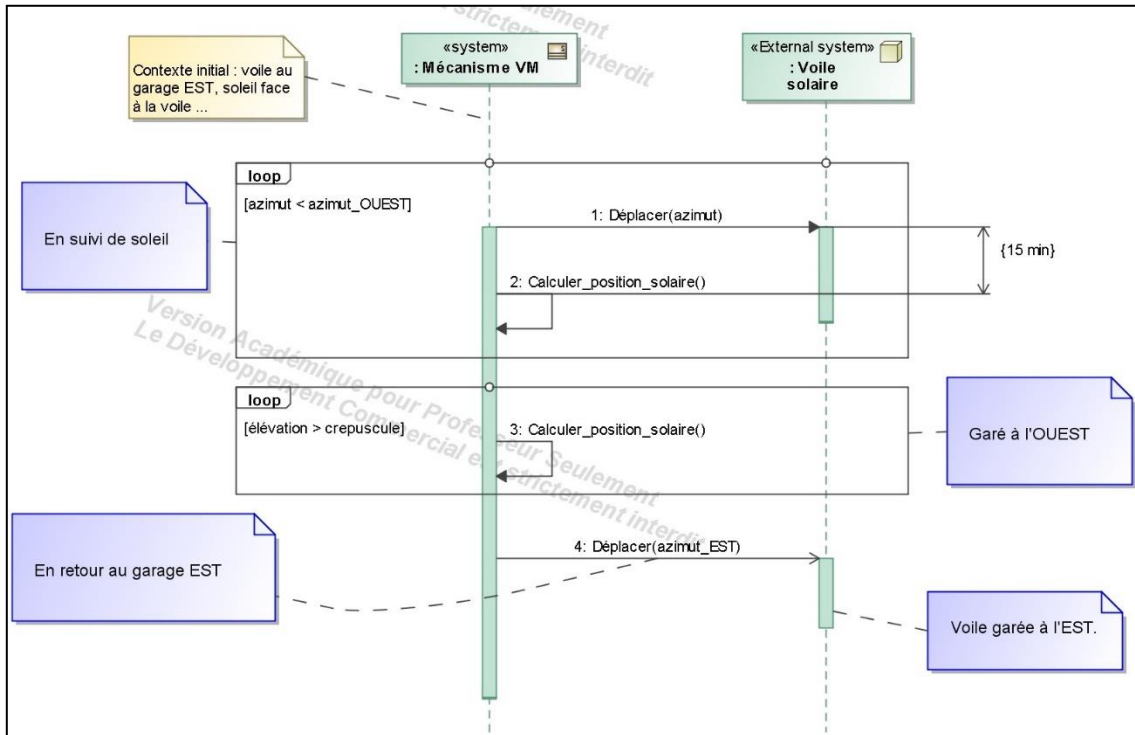 Seulement
strictement interdit
Contexte initial : voile au
garage EST, soleil face
à la voile ...
«system»
: Mécanisme VM
«External system»
: Voile
solaire
loop
[azimut < azimut_OUEST]
En suivi de soleil
1: Déplacer(azimut)
{15 min}
2: Calculer_position_solaire()
Version Académique pour Professeur Seulement
Le Développement Commercial est strictement interdit
loop
[élévation > crepuscule]
3: Calculer_position_solaire()
Garé à l'OUEST
4: Déplacer(azimut_EST)
En retour au garage EST
Voile garée à l'EST.